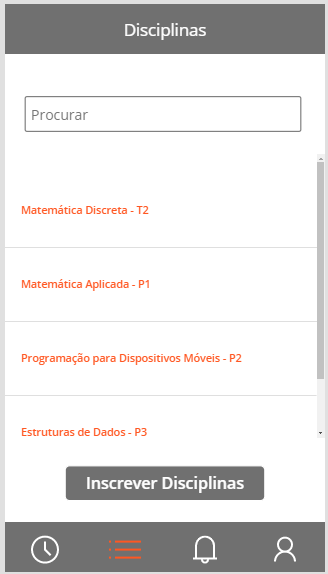 Disciplinas
Procurar
Matemática Discreta - T2
Matemática Aplicada - P1
Programação para Dispositivos Móveis - P2
Estruturas de Dados - P3
Inscrever Disciplinas